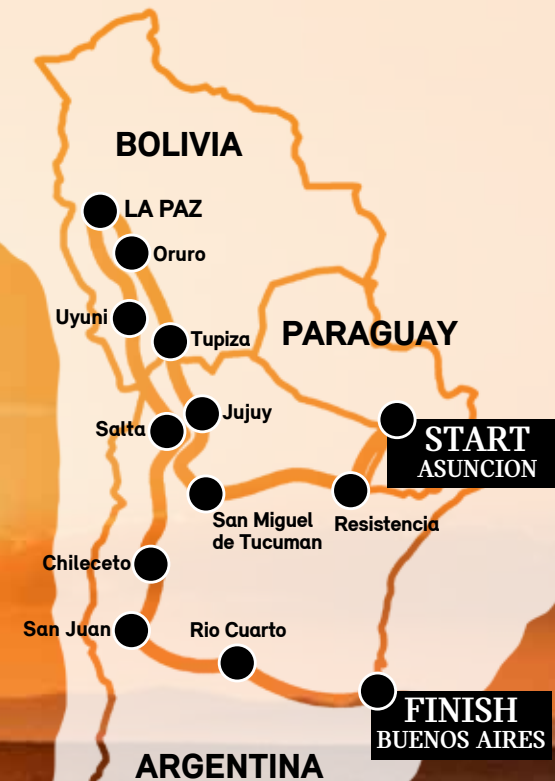 BOLIVIA
LA PAZ
Oruro
Uyuni
Tupiza
PARAGUAY
Jujuy
Salta
START
ASUNCION
San Miguel
de Tucuman
Resistencia
Chileceto
San Juan
Rio Cuarto
FINISH
BUENOS AIRES
ARGENTINA